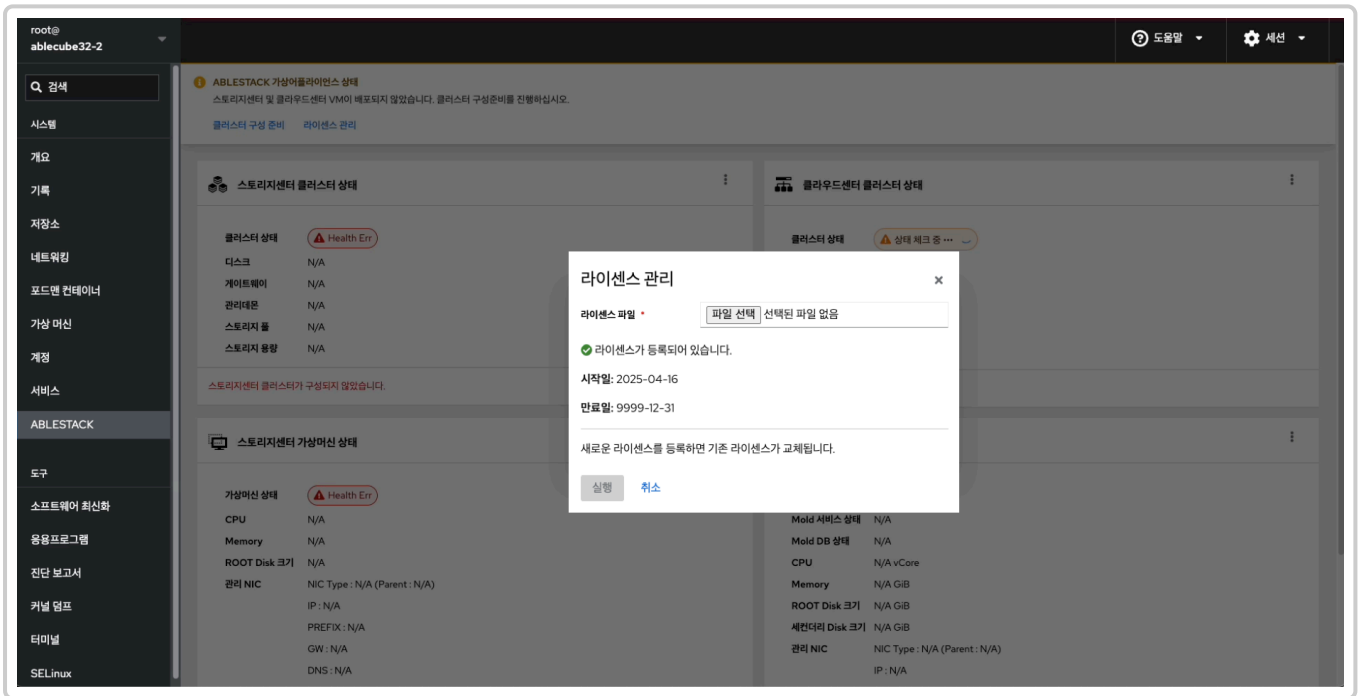 root@
ablecube32-2
도움말
세션
검색
시스템
개요
기록
저장소
네트워킹
포드맨 컨테이너
가상 머신
계정
서비스
ABLESTACK
도구
소프트웨어 최신화
응용프로그램
진단 보고서
커널 덤프
터미널
SELinux
ABLESTACK 가상어플라이언스 상태
스토리지센터 및 클라우드센터 VM이 배포되지 않았습니다. 클러스터 구성준비를 진행하십시오.
클러스터 구성 준비 라이센스 관리
스토리지센터 클러스터 상태
클러스터 상태 Health Err
디스크 N/A
게이트웨이 N/A
관리데몬 N/A
스토리지 풀 N/A
스토리지 용량 N/A
스토리지센터 클러스터가 구성되지 않았습니다.
클라우드센터 클러스터 상태
클러스터 상태 상태 체크 중 •••
라이센스 관리
라이센스 파일 * 파일 선택 선택된 파일 없음
라이센스가 등록되어 있습니다.
시작일: 2025-04-16
만료일: 9999-12-31
새로운 라이센스를 등록하면 기존 라이센스가 교체됩니다.
실행 취소
스토리지센터 가상머신 상태
가상머신 상태 Health Err
CPU N/A
Memory N/A
ROOT Disk 크기 N/A
관리 NIC NIC Type : N/A (Parent : N/A)
IP : N/A
PREFIX : N/A
GW : N/A
DNS : N/A
Mold 서비스 상태 N/A
Mold DB 상태 N/A
CPU N/A vCore
Memory N/A GiB
ROOT Disk 크기 N/A GiB
세컨더리 Disk 크기 N/A GiB
관리 NIC NIC Type : N/A (Parent : N/A)
IP : N/A